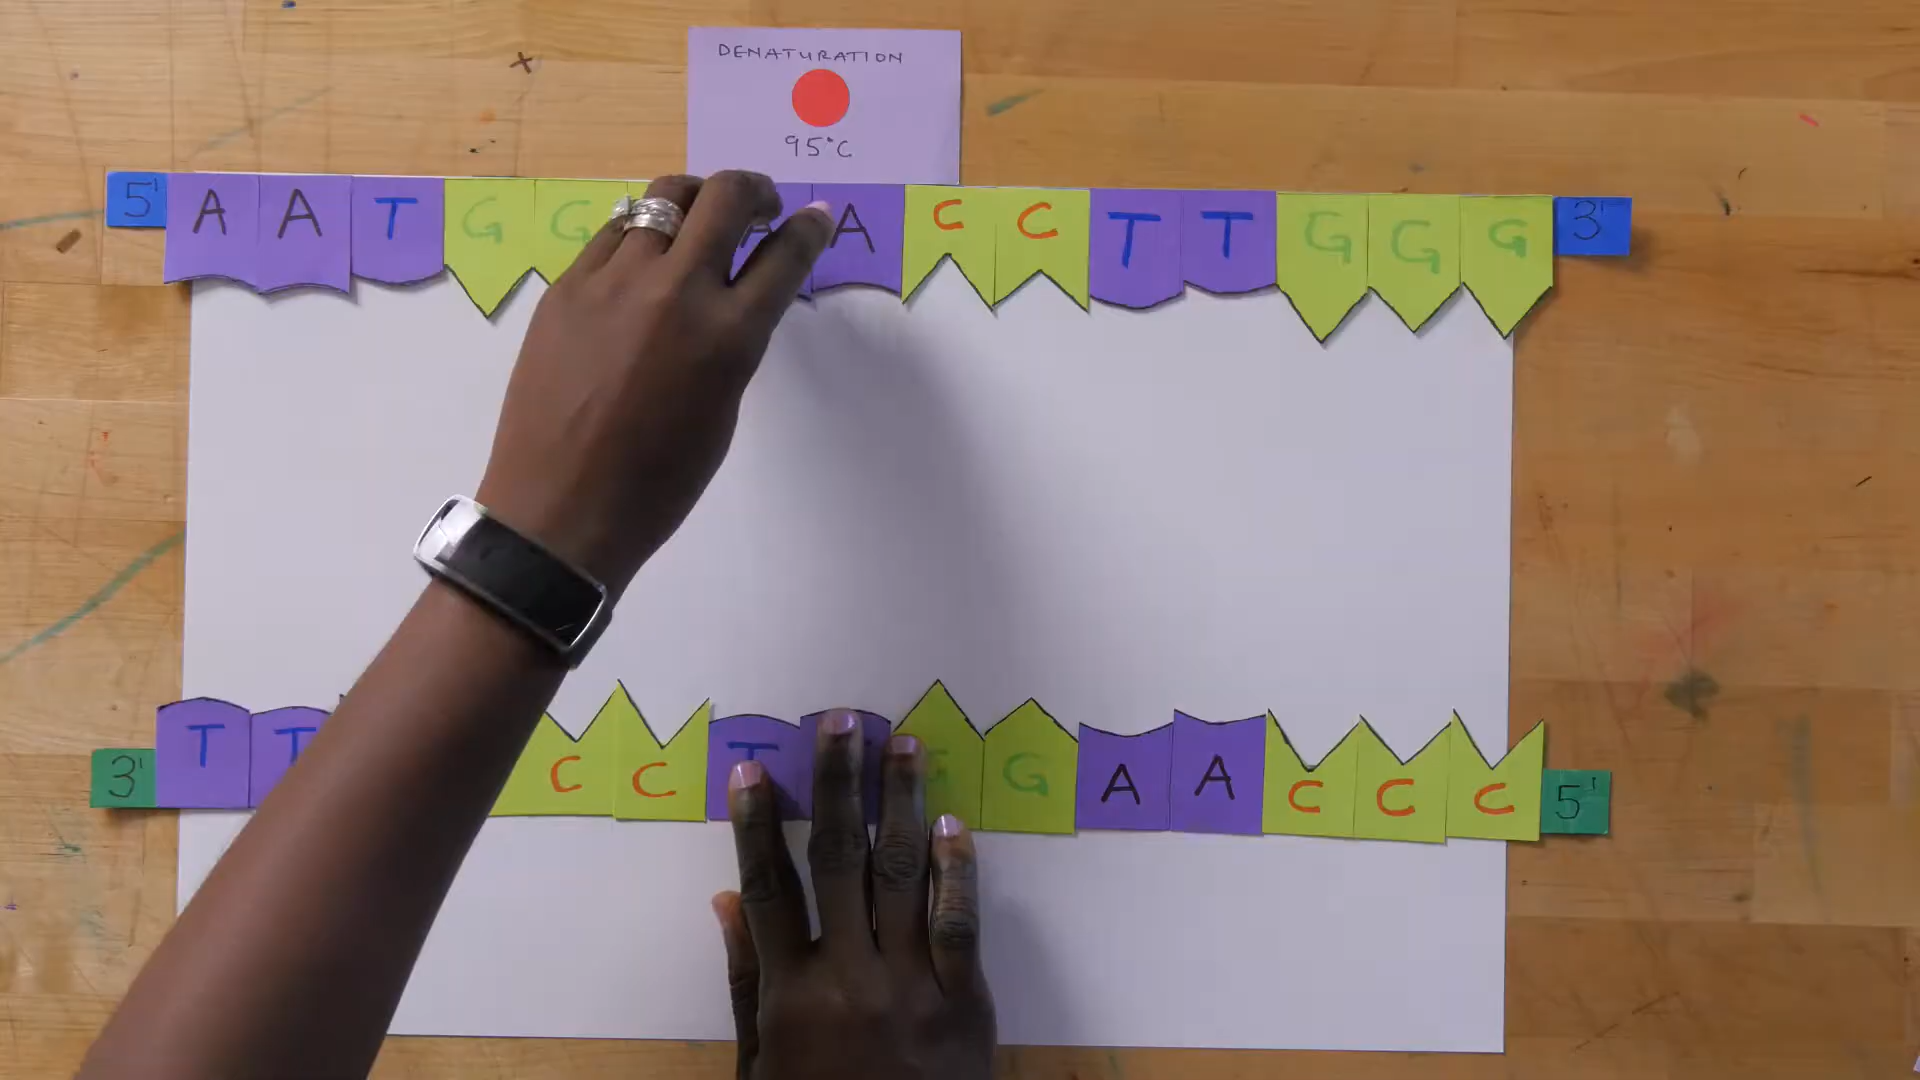 DENATURATION
95°C
5' A A T G G A A C C T T G G G 3'
3' T T C C T G G A A C C C 5'